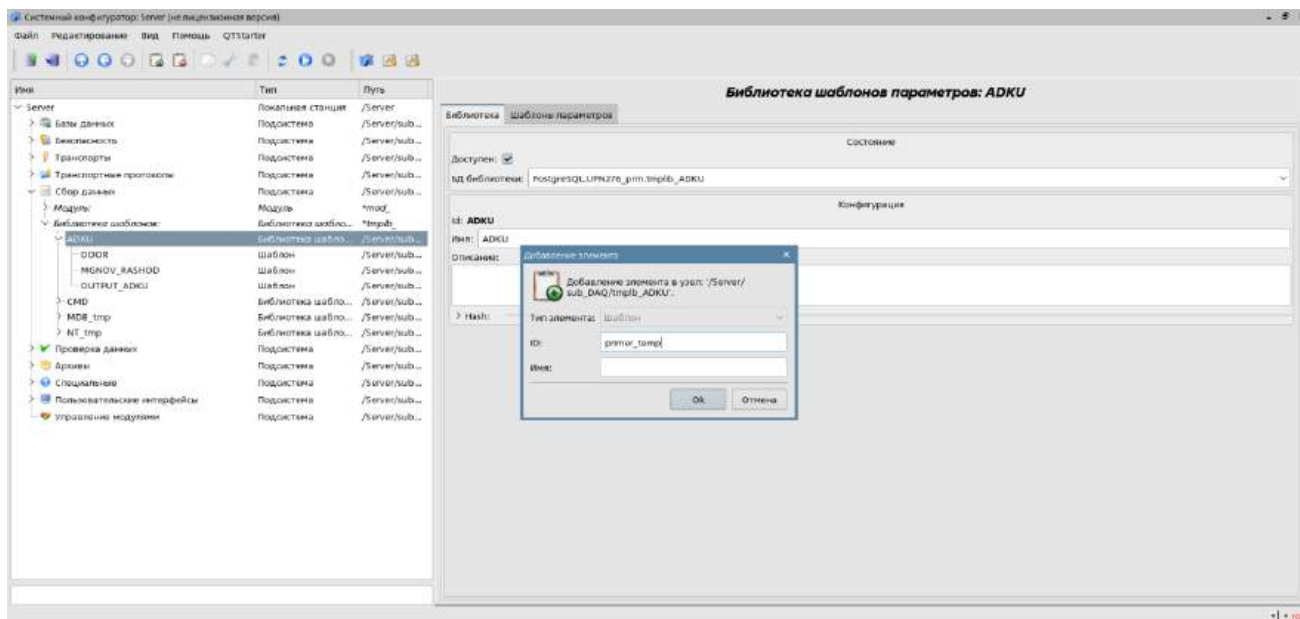 Системный конфигуратор: Server (не лицензионная версия)
Файл Редактирование Вид Помощь QTStarter
Имя Тип Путь
Server Локальная станция /Server
Базы данных Подсистема /Server/sub...
Безопасность Подсистема /Server/sub...
Транспорты Подсистема /Server/sub...
Транспортные протоколы Подсистема /Server/sub...
Сбор данных Подсистема /Server/sub...
Модуль: Модуль *mod_
Библиотека шаблонов: Библиотека шабло... *tmplb_
ADKU Библиотека шабло... /Server/sub...
DOOR Шаблон /Server/sub...
MGNOV_RASHOD Шаблон /Server/sub...
OUTPUT_ADKU Шаблон /Server/sub...
CMD Библиотека шабло... /Server/sub...
MDB_tmp Библиотека шабло... /Server/sub...
NT_tmp Библиотека шабло... /Server/sub...
Проверка данных Подсистема /Server/sub...
Архивы Подсистема /Server/sub...
Специальные Подсистема /Server/sub...
Пользовательские интерфейсы Подсистема /Server/sub...
Управление модулями Подсистема /Server/sub...
Библиотека шаблонов параметров: ADKU
Библиотека Шаблоны параметров
Состояние
Доступен:
БД библиотеки: PostgreSQL.UPN276_prm.tmplib_ADKU
Конфигурация
Id: ADKU
Имя: ADKU
Описание:
Hash:
Добавление элемента
Добавление элемента в узел: '/Server/
sub_DAQ/tmplb_ADKU'.
Тип элемента: Шаблон
ID: primer_temp
Имя:
Ok Отмена